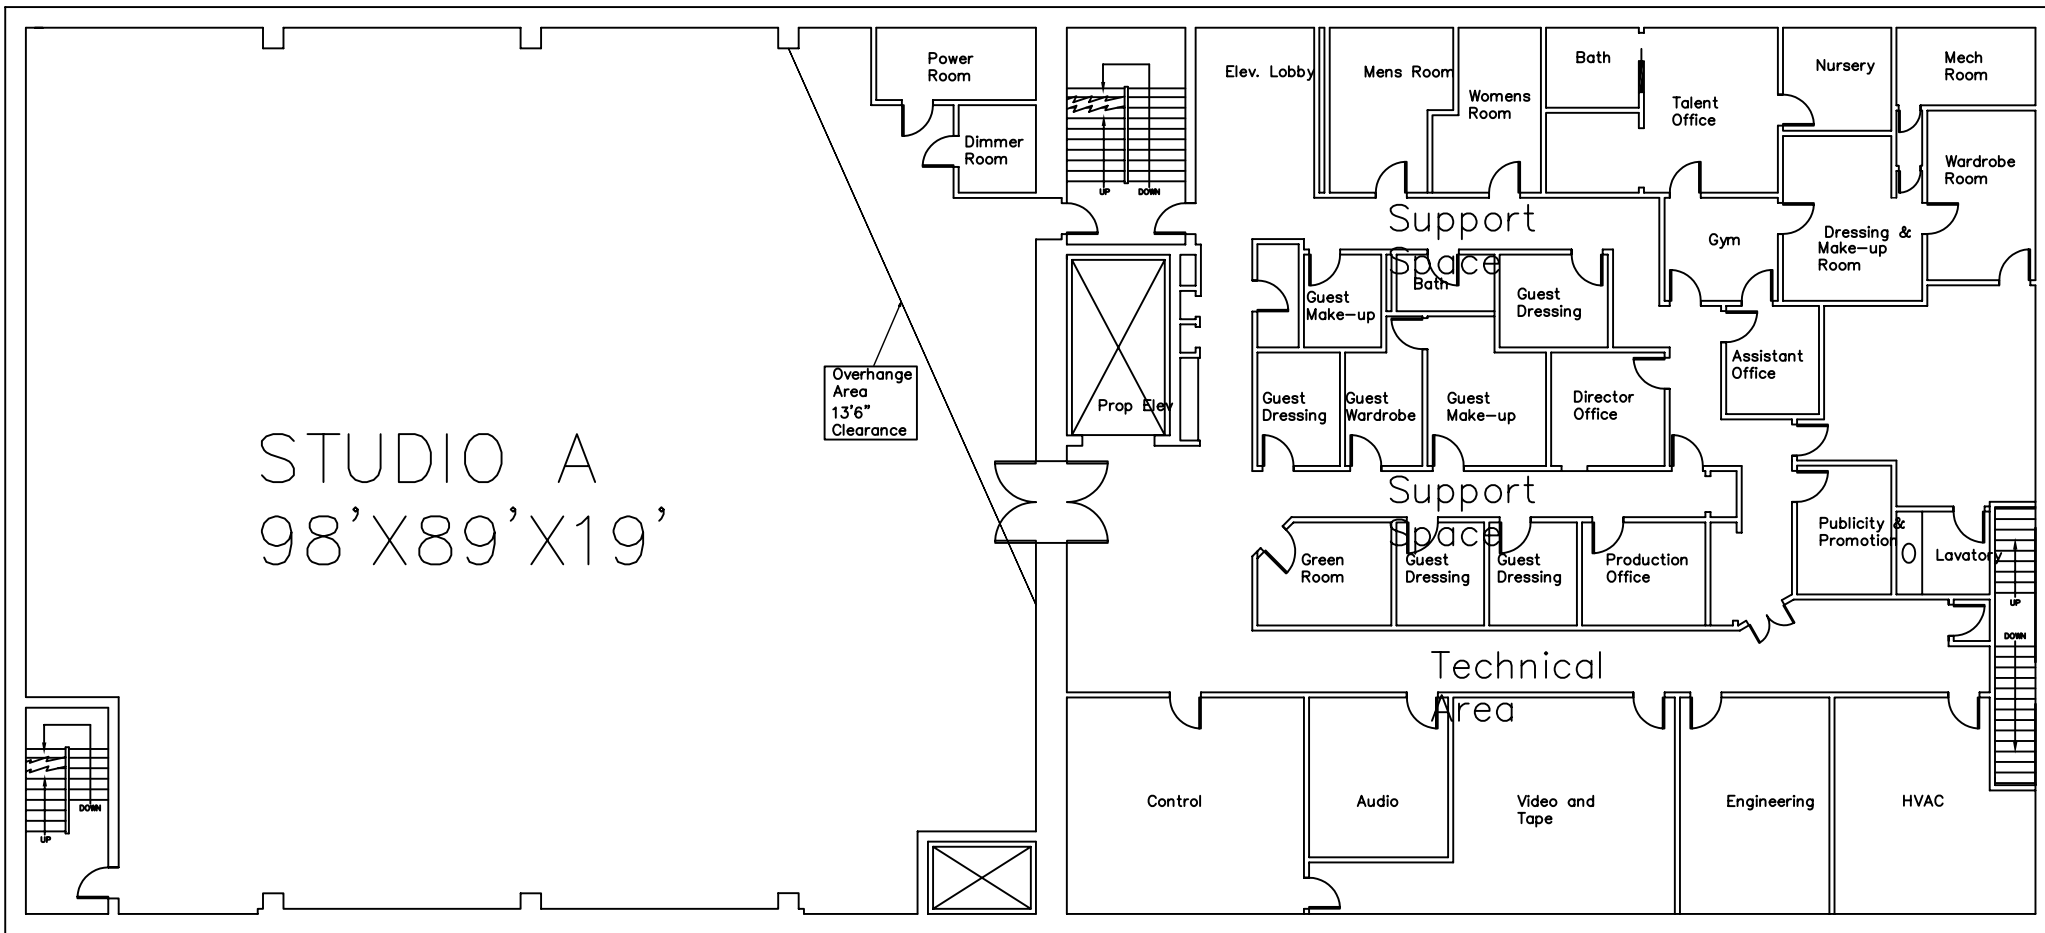 Power
Room
Dimmer
Room
UP
DOWN
Elev. Lobby
Mens Room
Womens
Room
Bath
Talent
Office
Nursery
Mech
Room
Wardrobe
Room
Support
Space
Gym
Dressing &
Make-up
Room
Guest
Make-up
Bath
Guest
Dressing
Overhange
Area
13'6"
Clearance
Prop Elev
Guest
Dressing
Guest
Wardrobe
Guest
Make-up
Director
Office
Assistant
Office
STUDIO A
98'X89'X19'
Support
Space
Green
Room
Guest
Dressing
Guest
Dressing
Production
Office
Publicity &
Promotion
Lavatory
UP
DOWN
Technical
Area
DOWN
UP
Control
Audio
Video and
Tape
Engineering
HVAC